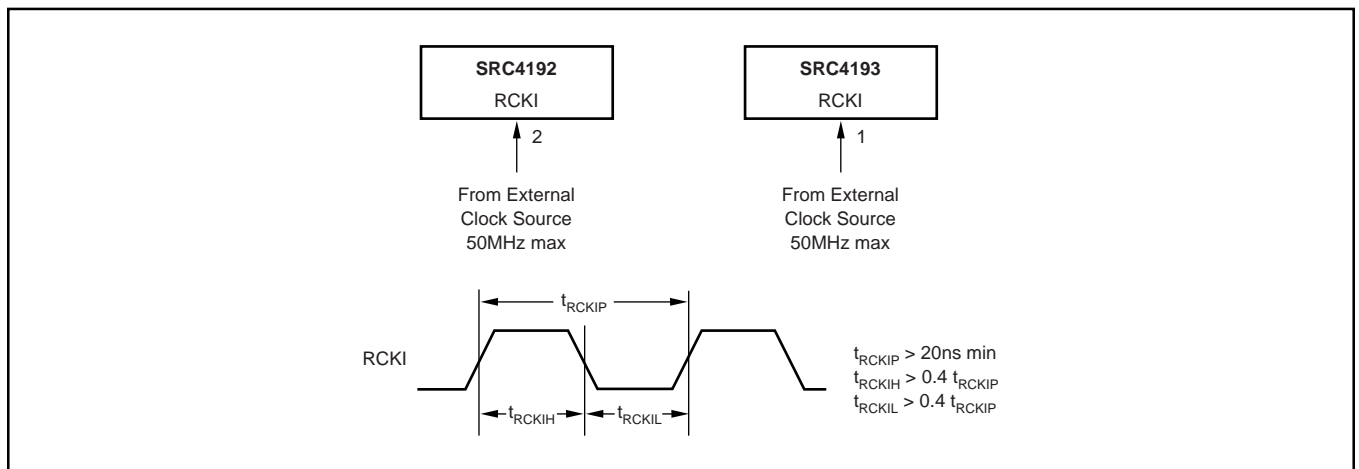 SRC4192
RCKI
SRC4193
RCKI
2
1
From External
Clock Source
50MHz max
From External
Clock Source
50MHz max
tRCKIP
RCKI
tRCKIH
tRCKIL
tRCKIP > 20ns min
tRCKIH > 0.4 tRCKIP
tRCKIL > 0.4 tRCKIP